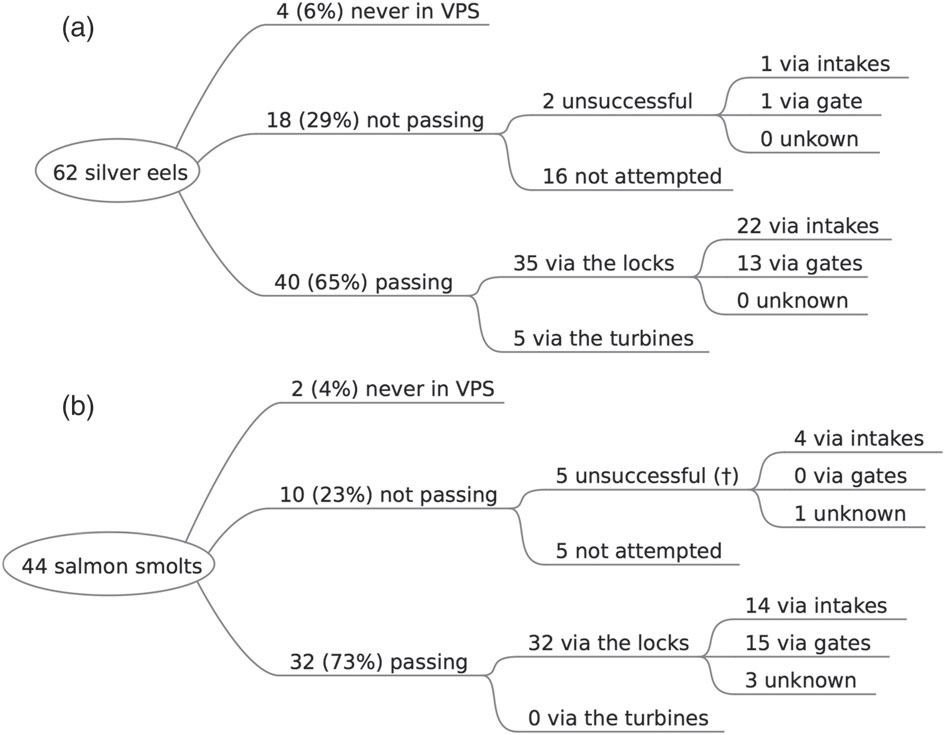 (a)
4 (6%) never in VPS
1 via intakes
2 unsuccessful
1 via gate
18 (29%) not passing
0 unkown
62 silver eels
16 not attempted
22 via intakes
35 via the locks
13 via gates
40 (65%) passing
0 unknown
5 via the turbines
(b)
2 (4%) never in VPS
4 via intakes
5 unsuccessful (†)
0 via gates
10 (23%) not passing
1 unknown
5 not attempted
44 salmon smolts
14 via intakes
32 via the locks
15 via gates
32 (73%) passing
3 unknown
0 via the turbines